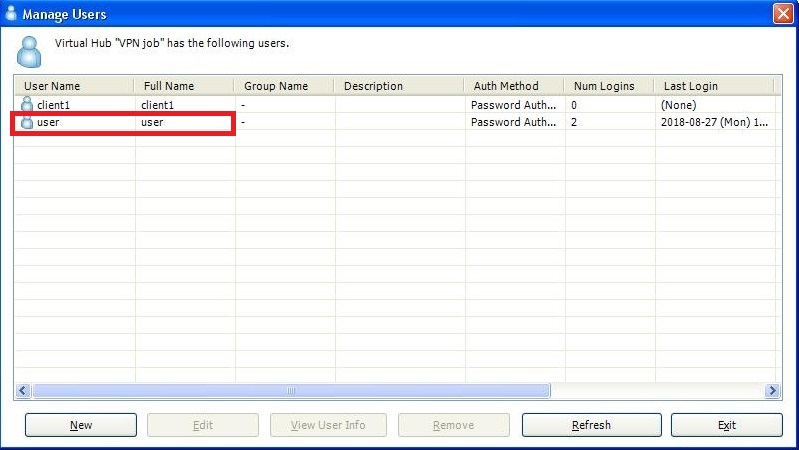 Manage Users
Virtual Hub "VPN job" has the following users.
User Name Full Name Group Name Description Auth Method Num Logins Last Login
client1 client1 - Password Auth... 0 (None)
user user - Password Auth... 2 2018-08-27 (Mon) 1...
New Edit View User Info Remove Refresh Exit